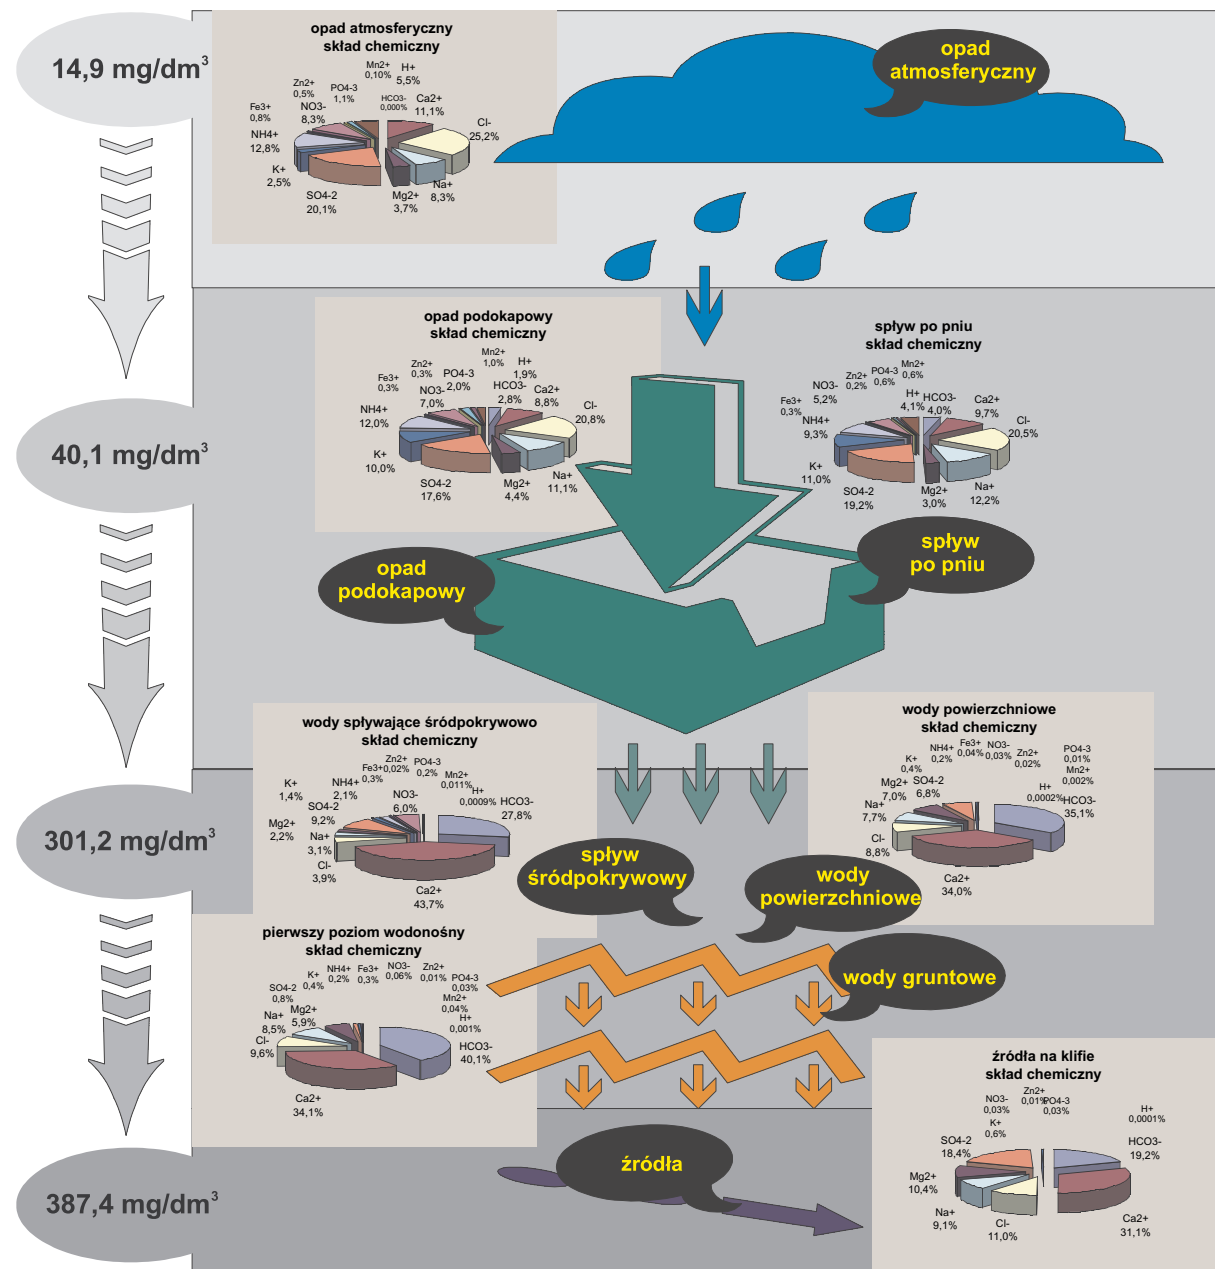 14,9 mg/dm3
opad atmosferyczny
skład chemiczny
Mn2+
0,10%
H+
5,5%
Zn2+
0,5%
PO4-3
1,1%
HCO3-
0,000%
Ca2+
11,1%
Fe3+
0,8%
NO3-
8,3%
Cl-
25,2%
NH4+
12,8%
K+
2,5%
SO4-2
20,1%
Mg2+
3,7%
Na+
8,3%
opad
atmosferyczny
40,1 mg/dm3
opad podokapowy
skład chemiczny
Mn2+
1,0%
H+
1,9%
Zn2+
0,3%
PO4-3
2,0%
Fe3+
0,3%
NO3-
7,0%
HCO3-
2,8%
Ca2+
8,8%
NH4+
12,0%
Cl-
20,8%
K+
10,0%
SO4-2
17,6%
Mg2+
4,4%
Na+
11,1%
spływ po pniu
skład chemiczny
Mn2+
0,6%
PO4-3
0,6%
Zn2+
0,2%
NO3-
5,2%
H+
4,1%
HCO3-
4,0%
Ca2+
9,7%
Fe3+
0,3%
NH4+
9,3%
Cl-
20,5%
K+
11,0%
SO4-2
19,2%
Mg2+
3,0%
Na+
12,2%
opad
podokapowy
spływ
po pniu
301,2 mg/dm3
wody spływające śródpokrywowo
skład chemiczny
Zn2+
0,02%
PO4-3
0,2%
Fe3+
0,3%
Mn2+
0,011%
K+
1,4%
NH4+
2,1%
NO3-
6,0%
H+
0,0009%
HCO3-
27,8%
SO4-2
9,2%
Mg2+
2,2%
Na+
3,1%
Cl-
3,9%
Ca2+
43,7%
wody powierzchniowe
skład chemiczny
NH4+
0,2%
Fe3+
0,04%
NO3-
0,03%
Zn2+
0,02%
PO4-3
0,01%
K+
0,4%
Mn2+
0,002%
Mg2+
7,0%
SO4-2
6,8%
H+
0,0002%
HCO3-
35,1%
Na+
7,7%
Cl-
8,8%
Ca2+
34,0%
spływ
śródpokrywowy
wody
powierzchniowe
wody gruntowe
pierwszy poziom wodonośny
skład chemiczny
NH4+
0,2%
Fe3+
0,3%
NO3-
0,06%
Zn2+
0,01%
PO4-3
0,03%
K+
0,4%
SO4-2
0,8%
Mn2+
0,04%
Mg2+
5,9%
Na+
8,5%
H+
0,001%
Cl-
9,6%
HCO3-
40,1%
Ca2+
34,1%
387,4 mg/dm3
źródła
źródła na klifie
skład chemiczny
Zn2+
0,01%
NO3-
0,03%
PO4-3
0,03%
H+
0,0001%
K+
0,6%
SO4-2
18,4%
HCO3-
19,2%
Mg2+
10,4%
Na+
9,1%
Cl-
11,0%
Ca2+
31,1%